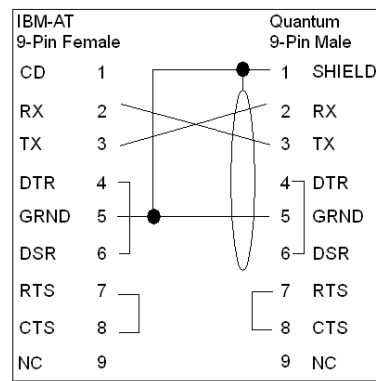 IBM-AT Quantum
9-Pin Female 9-Pin Male
CD 1 1 SHIELD
RX 2 2 RX
TX 3 3 TX
DTR 4 4 DTR
GRND 5 5 GRND
DSR 6 6 DSR
RTS 7 7 RTS
CTS 8 8 CTS
NC 9 9 NC